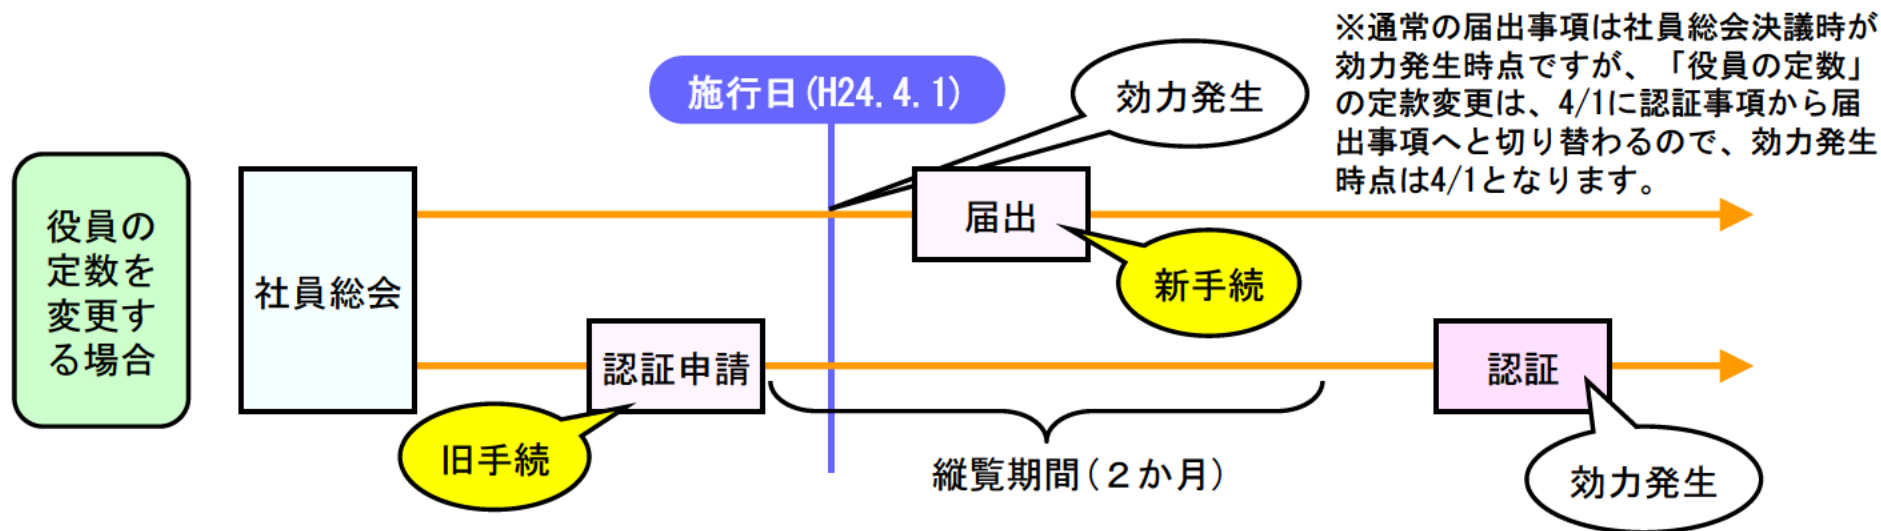 ※通常の届出事項は社員総会決議時が
効力発生時点ですが、「役員の定数」
の定款変更は、4/1に認証事項から届
出事項へと切り替わるので、効力発生
時点は4/1となります。
施行日(H24.4.1)
効力発生
役員の
定数を
変更す
る場合
社員総会
届出
新手続
認証申請
旧手続
縦覧期間(２か月)
認証
効力発生